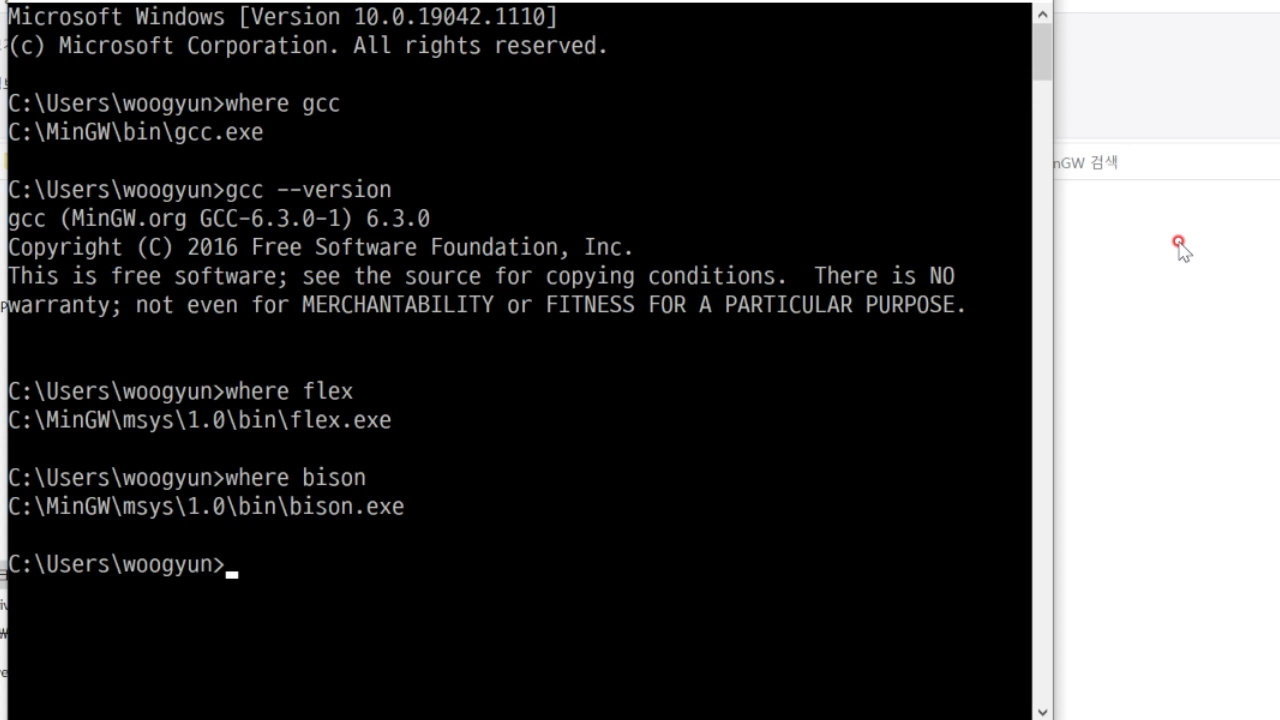 Microsoft Windows [Version 10.0.19042.1110]
(c) Microsoft Corporation. All rights reserved.
C:\Users\woogyun>where gcc
C:\MinGW\bin\gcc.exe
nGW 검색
C:\Users\woogyun>gcc --version
gcc (MinGW.org GCC-6.3.0-1) 6.3.0
Copyright (C) 2016 Free Software Foundation, Inc.
This is free software; see the source for copying conditions.  There is NO
warranty; not even for MERCHANTABILITY or FITNESS FOR A PARTICULAR PURPOSE.
C:\Users\woogyun>where flex
C:\MinGW\msys\1.0\bin\flex.exe
C:\Users\woogyun>where bison
C:\MinGW\msys\1.0\bin\bison.exe
C:\Users\woogyun>